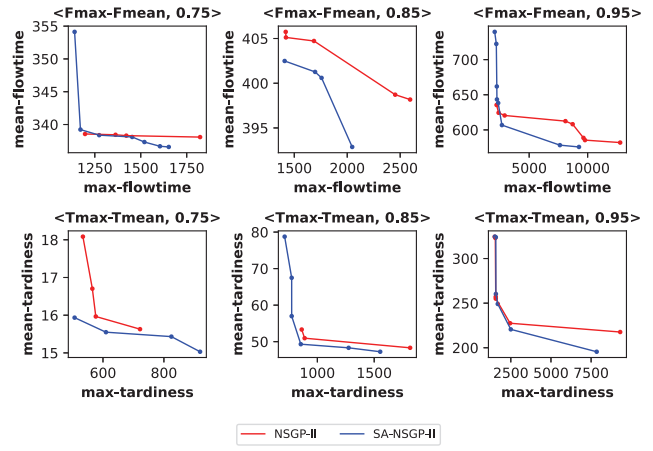 <Fmax-Fmean, 0.75>
mean-flowtime
355
350
345
340
1200 1400 1600 1800
max-flowtime
<Fmax-Fmean, 0.85>
mean-flowtime
405
400
395
1500 2000 2500
max-flowtime
<Fmax-Fmean, 0.95>
mean-flowtime
700
650
600
5000 10000
max-flowtime
<Tmax-Tmean, 0.75>
mean-tardiness
18
17
16
15
600 800
max-tardiness
<Tmax-Tmean, 0.85>
mean-tardiness
80
70
60
50
1000 1500
max-tardiness
<Tmax-Tmean, 0.95>
mean-tardiness
300
250
200
2500 5000 7500
max-tardiness
NSGP-II SA-NSGP-II